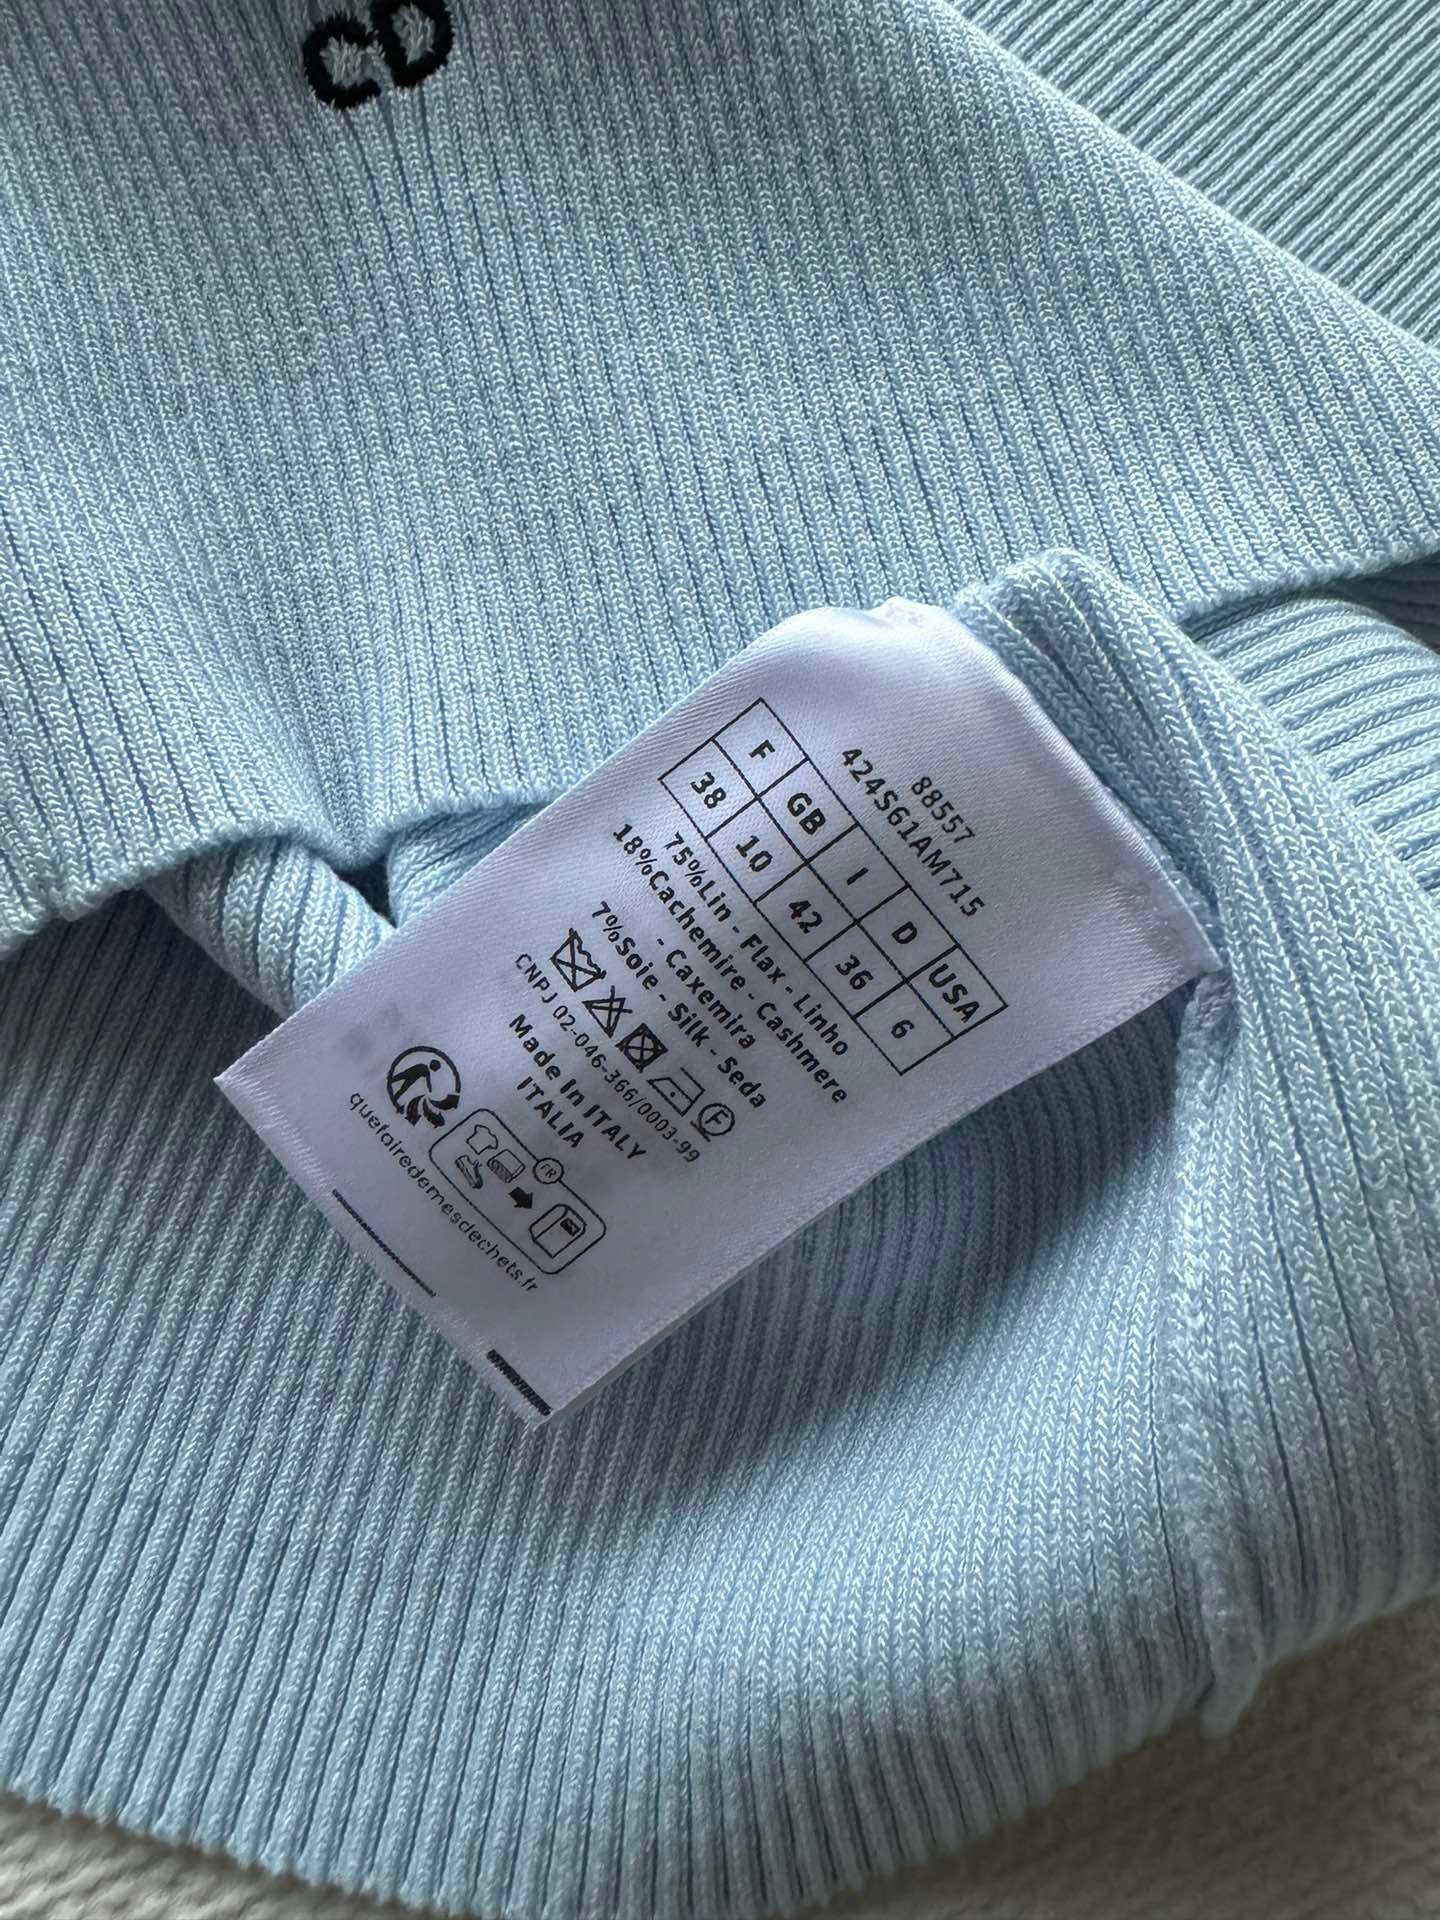 CD
88557
424S61AM715
F GB I D USA
38 10 42 36 6
75%Lin - Flax - Linho
18%Cachemire - Cashmere
- Caxemira
7%Soie - Silk - Seda
F
CNPJ 02-046-366/0003-99
Made In ITALY
ITALIA
FR
quefairedemesdechets.fr